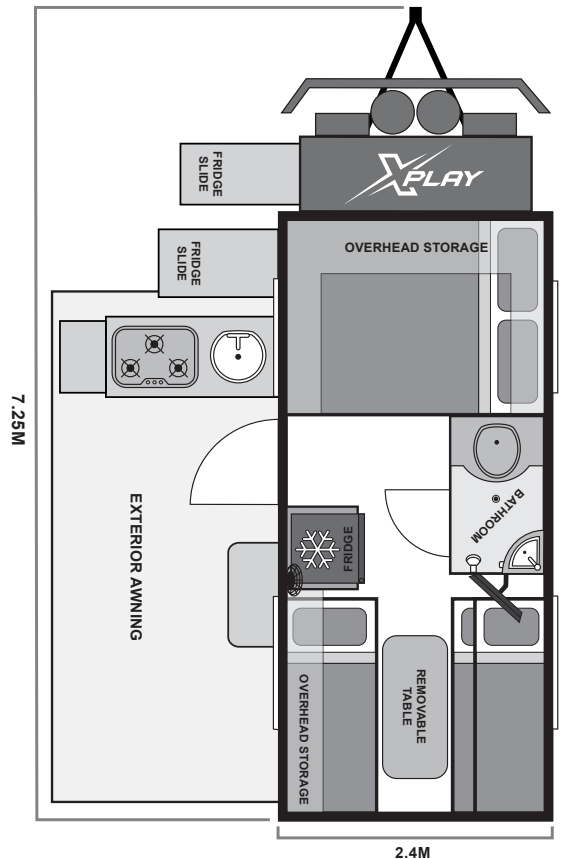 XPLAY
FRIDGE
SLIDE
FRIDGE
SLIDE
OVERHEAD STORAGE
7.25M
BATHROOM
FRIDGE
EXTERIOR AWNING
REMOVABLE
TABLE
OVERHEAD STORAGE
2.4M